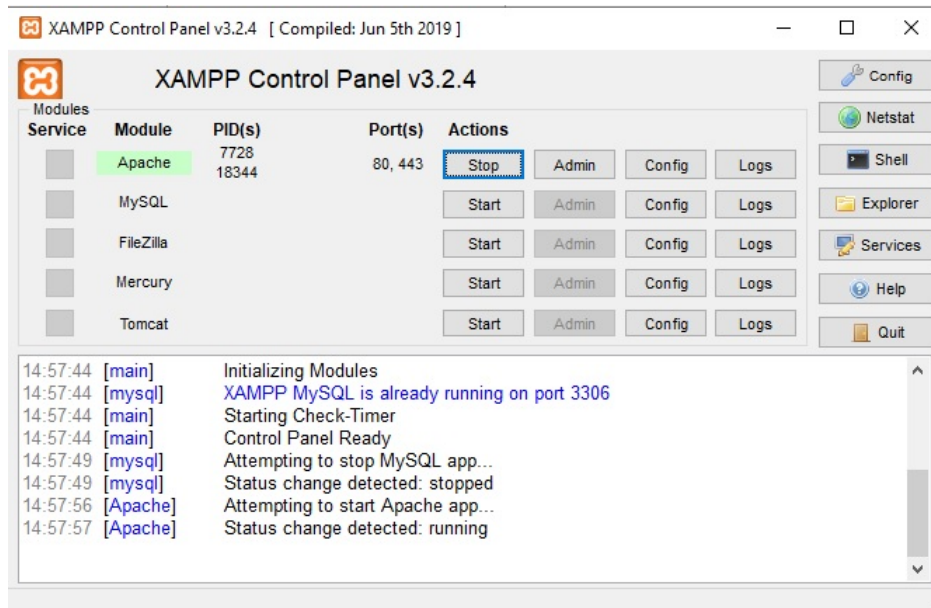 XAMPP Control Panel v3.2.4 [ Compiled: Jun 5th 2019 ]
XAMPP Control Panel v3.2.4
Config
Modules
Netstat
Service Module PID(s) Port(s) Actions
Apache 7728 18344 80, 443 Stop Admin Config Logs
Shell
MySQL Start Admin Config Logs
Explorer
FileZilla Start Admin Config Logs
Services
Mercury Start Admin Config Logs
Help
Tomcat Start Admin Config Logs
Quit
14:57:44 [main] Initializing Modules
14:57:44 [mysql] XAMPP MySQL is already running on port 3306
14:57:44 [main] Starting Check-Timer
14:57:44 [main] Control Panel Ready
14:57:49 [mysql] Attempting to stop MySQL app...
14:57:49 [mysql] Status change detected: stopped
14:57:56 [Apache] Attempting to start Apache app...
14:57:57 [Apache] Status change detected: running